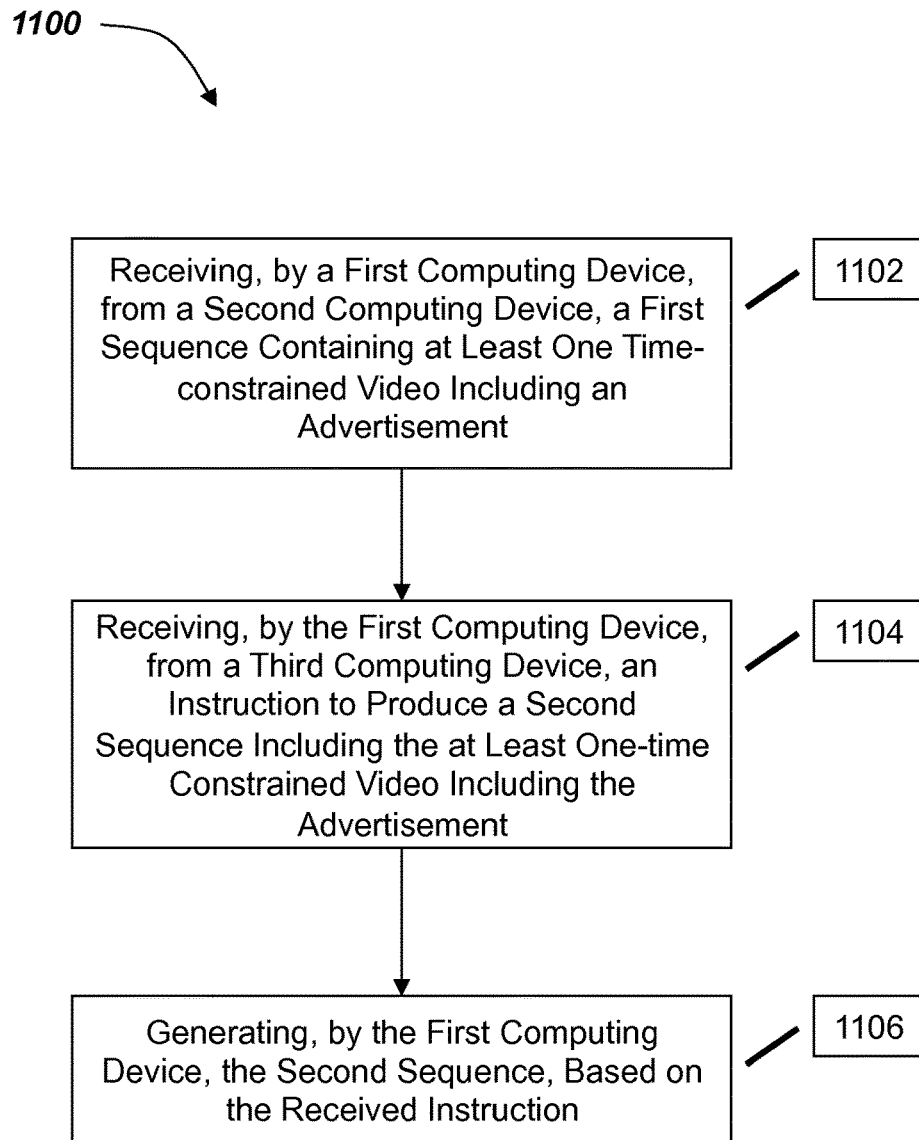 1100
Receiving, by a First Computing Device,
from a Second Computing Device, a First
Sequence Containing at Least One Time-
constrained Video Including an
Advertisement
1102
Receiving, by the First Computing Device,
from a Third Computing Device, an
Instruction to Produce a Second
Sequence Including the at Least One-time
Constrained Video Including the
Advertisement
1104
Generating, by the First Computing
Device, the Second Sequence, Based on
the Received Instruction
1106